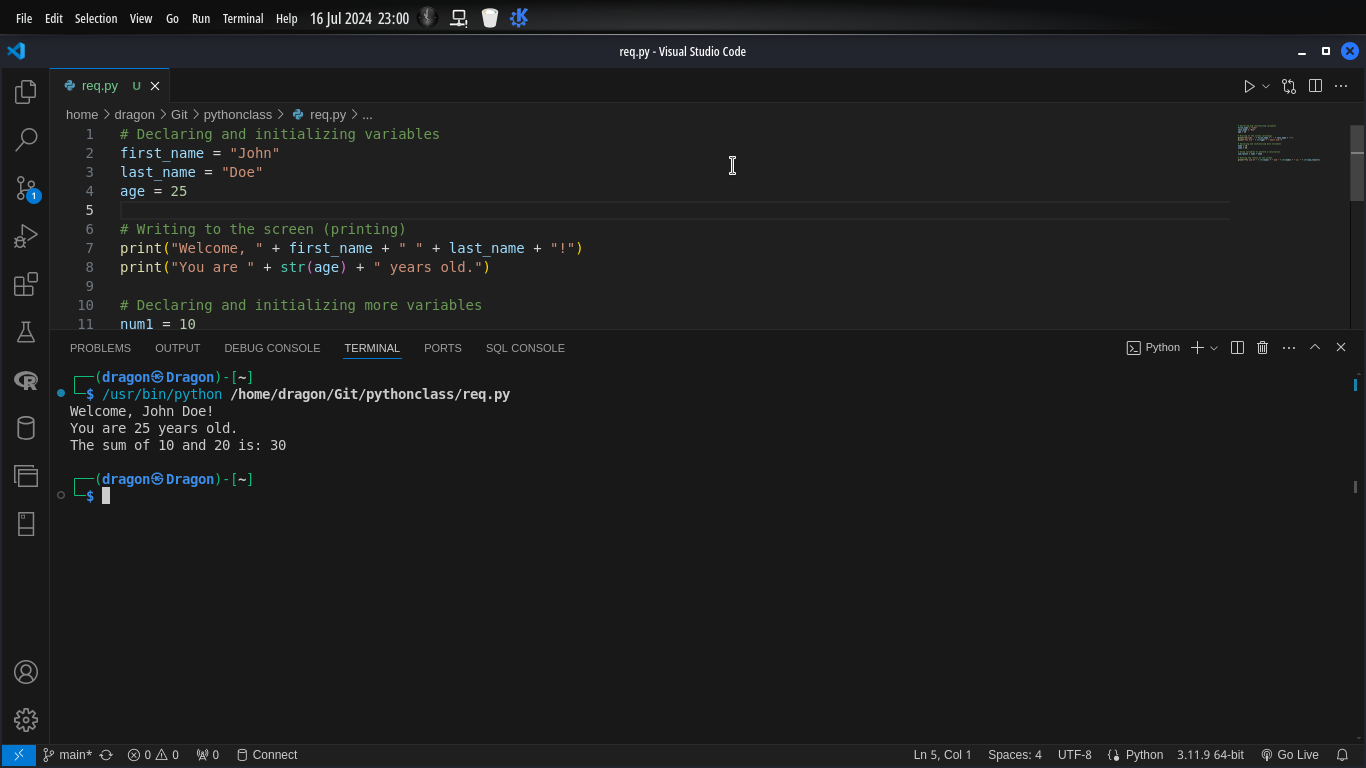 File Edit Selection View Go Run Terminal Help 16 Jul 2024 23:00
req.py - Visual Studio Code
req.py U
home > dragon > Git > pythonclass > req.py > ...
1 # Declaring and initializing variables
2 first_name = "John"
3 last_name = "Doe"
4 age = 25
5
6 # Writing to the screen (printing)
7 print("Welcome, " + first_name + " " + last_name + "!")
8 print("You are " + str(age) + " years old.")
9
10 # Declaring and initializing more variables
11 num1 = 10
PROBLEMS OUTPUT DEBUG CONSOLE TERMINAL PORTS SQL CONSOLE Python
┌──(dragon㉿Dragon)-[~]
└─$ /usr/bin/python /home/dragon/Git/pythonclass/req.py
Welcome, John Doe!
You are 25 years old.
The sum of 10 and 20 is: 30
┌──(dragon㉿Dragon)-[~]
└─$
1
main* 0 0 0 Connect Ln 5, Col 1 Spaces: 4 UTF-8 Python 3.11.9 64-bit Go Live